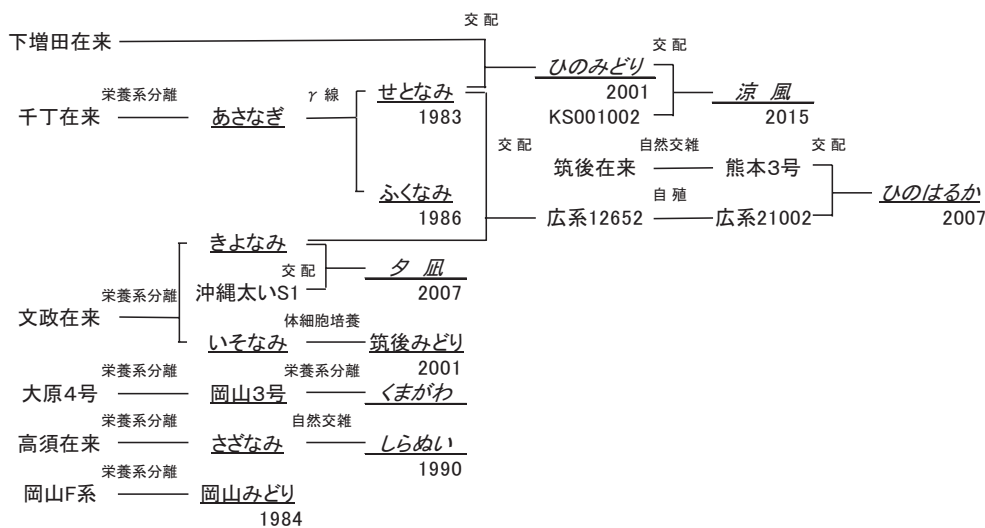 交 配
下増田在来
ひのみどり
2001
交 配
KS001002
涼 風
2015
千丁在来
栄養系分離
あさなぎ
γ 線
せとなみ
1983
ふくなみ
1986
交 配
筑後在来
自然交雑
熊本3号
交 配
広系12652
自 殖
広系21002
ひのはるか
2007
文政在来
栄養系分離
きよなみ
交 配
沖縄太いS1
夕 凪
2007
いそなみ
体細胞培養
筑後みどり
2001
大原4号
栄養系分離
岡山3号
栄養系分離
くまがわ
高須在来
栄養系分離
さざなみ
自然交雑
しらぬい
1990
岡山F系
栄養系分離
岡山みどり
1984